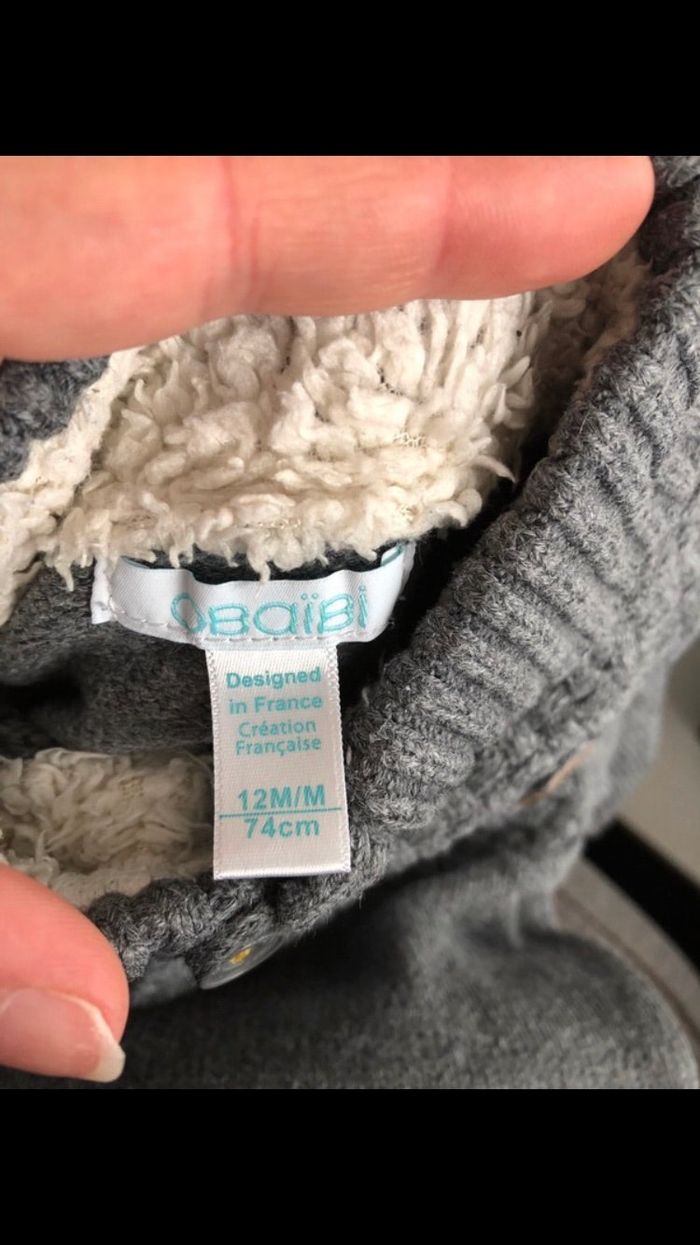 OBaïBi
Designed
in France
Création
Française
12M/M
74cm